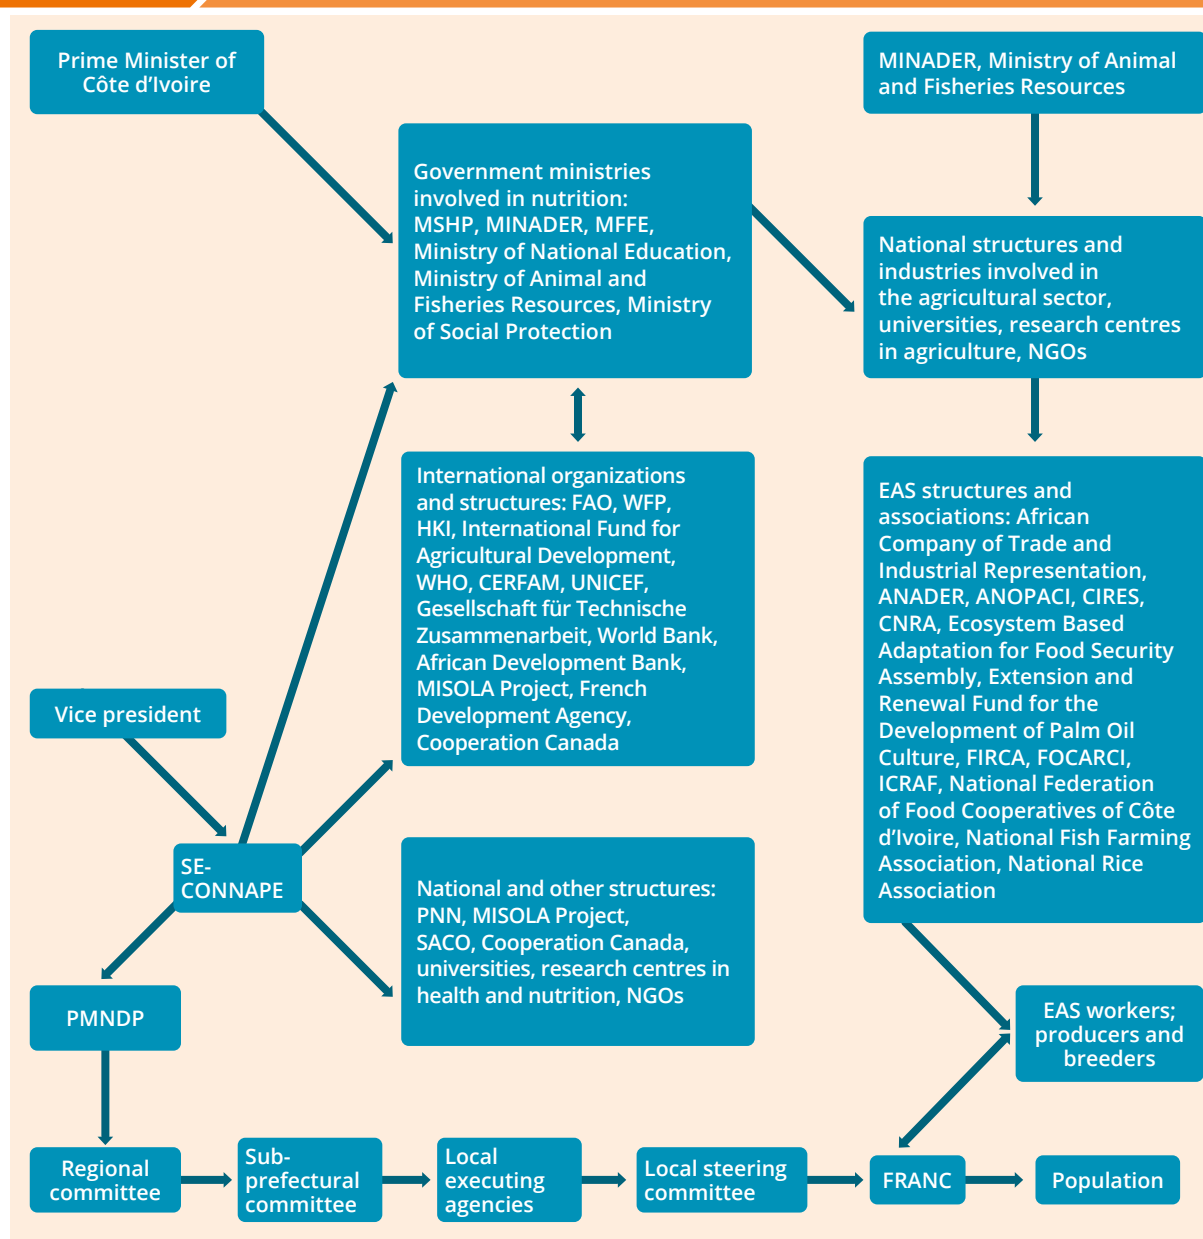 Prime Minister of
Côte d’Ivoire
MINADER, Ministry of Animal
and Fisheries Resources
Government ministries
involved in nutrition:
MSHP, MINADER, MFFE,
Ministry of National Education,
Ministry of Animal and
Fisheries Resources, Ministry
of Social Protection
National structures and
industries involved in
the agricultural sector,
universities, research centres
in agriculture, NGOs
International organizations
and structures: FAO, WFP,
HKI, International Fund for
Agricultural Development,
WHO, CERFAM, UNICEF,
Gesellschaft für Technische
Zusammenarbeit, World Bank,
African Development Bank,
MISOLA Project, French
Development Agency,
Cooperation Canada
EAS structures and
associations: African
Company of Trade and
Industrial Representation,
ANADER, ANOPACI, CIRES,
CNRA, Ecosystem Based
Adaptation for Food Security
Assembly, Extension and
Renewal Fund for the
Development of Palm Oil
Culture, FIRCA, FOCARCI,
ICRAF, National Federation
of Food Cooperatives of Côte
d’Ivoire, National Fish Farming
Association, National Rice
Association
Vice president
SE-
CONNAPE
National and other structures:
PNN, MISOLA Project,
SACO, Cooperation Canada,
universities, research centres in
health and nutrition, NGOs
PMNDP
EAS workers;
producers and
breeders
Regional
committee
Sub-
prefectural
committee
Local
executing
agencies
Local steering
committee
FRANC
Population